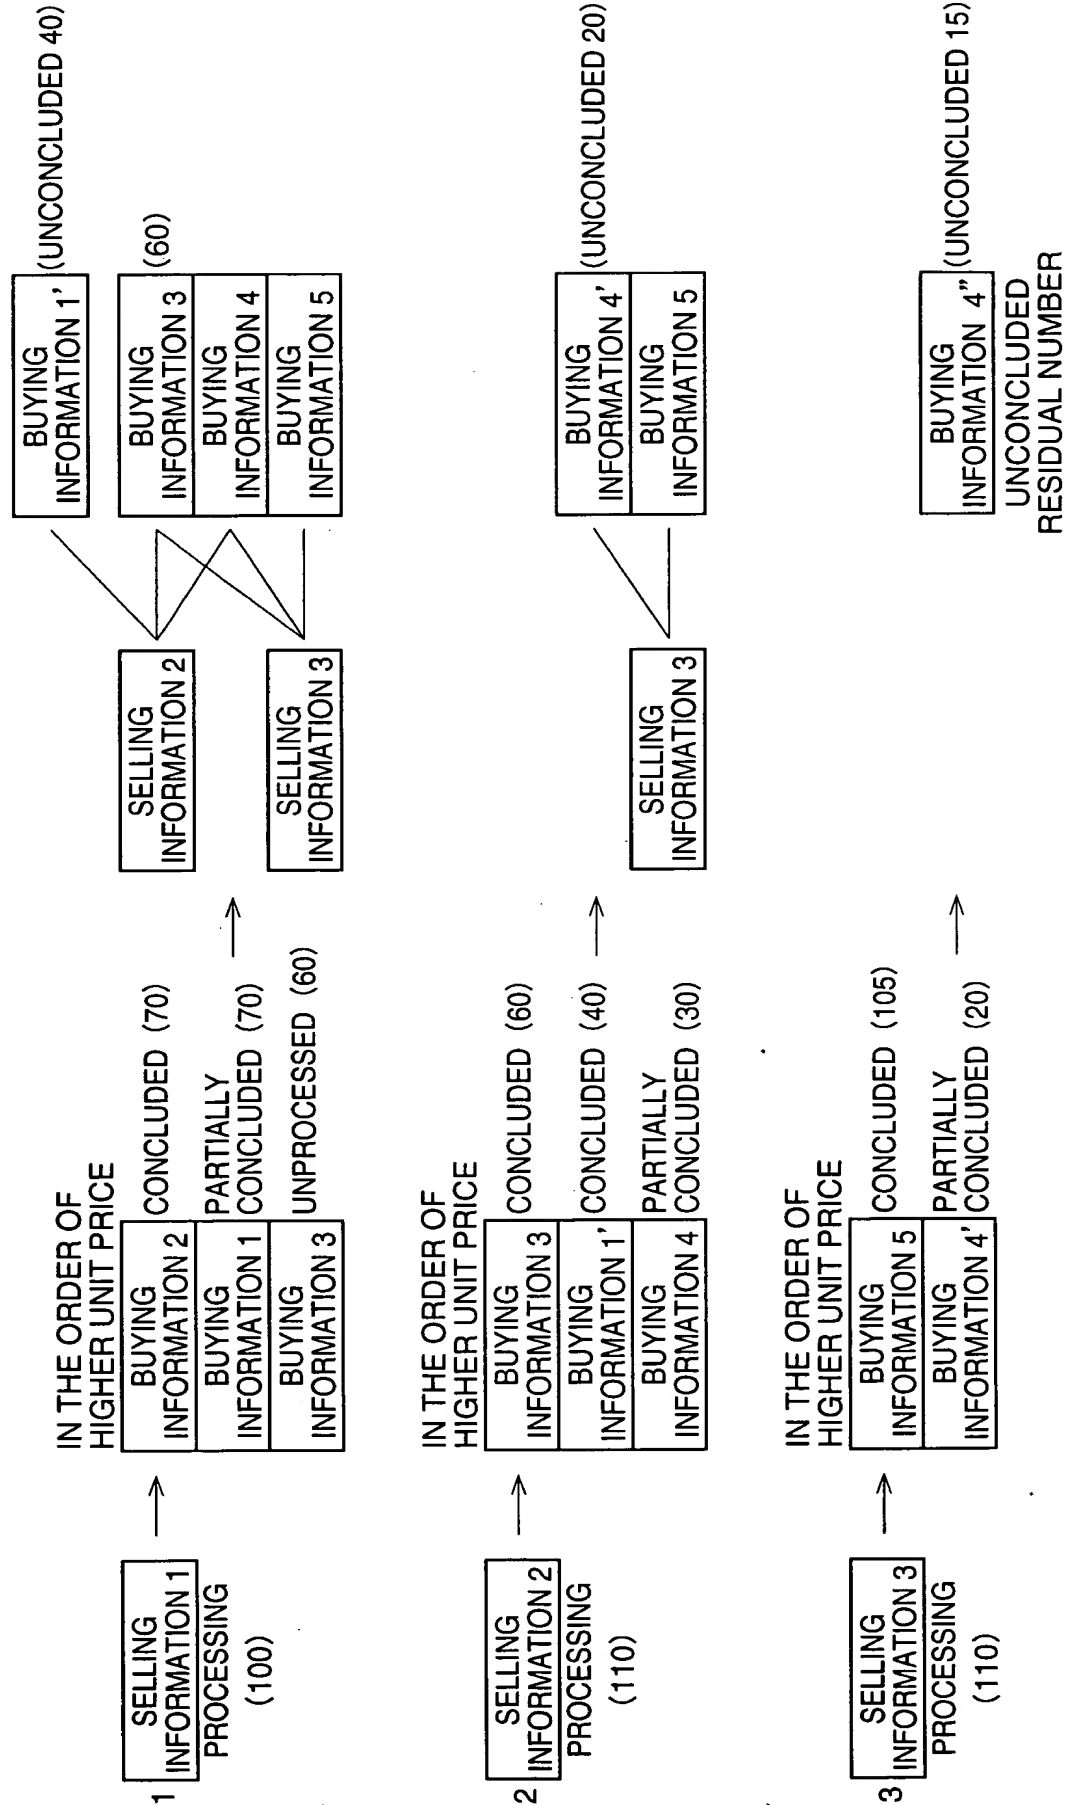 1
SELLING
INFORMATION 1
PROCESSING
(100)
IN THE ORDER OF
HIGHER UNIT PRICE
BUYING
INFORMATION 2
CONCLUDED (70)
BUYING
INFORMATION 1
PARTIALLY
CONCLUDED (70)
BUYING
INFORMATION 3
UNPROCESSED (60)
SELLING
INFORMATION 2
SELLING
INFORMATION 3
BUYING
INFORMATION 1'
(UNCONCLUDED 40)
BUYING
INFORMATION 3
(60)
BUYING
INFORMATION 4
BUYING
INFORMATION 5
2
SELLING
INFORMATION 2
PROCESSING
(110)
IN THE ORDER OF
HIGHER UNIT PRICE
BUYING
INFORMATION 3
CONCLUDED (60)
BUYING
INFORMATION 1'
CONCLUDED (40)
BUYING
INFORMATION 4
PARTIALLY
CONCLUDED (30)
SELLING
INFORMATION 3
BUYING
INFORMATION 4'
(UNCONCLUDED 20)
BUYING
INFORMATION 5
3
SELLING
INFORMATION 3
PROCESSING
(110)
IN THE ORDER OF
HIGHER UNIT PRICE
BUYING
INFORMATION 5
CONCLUDED (105)
BUYING
INFORMATION 4'
PARTIALLY
CONCLUDED (20)
BUYING
INFORMATION 4"
(UNCONCLUDED 15)
UNCONCLUDED
RESIDUAL NUMBER